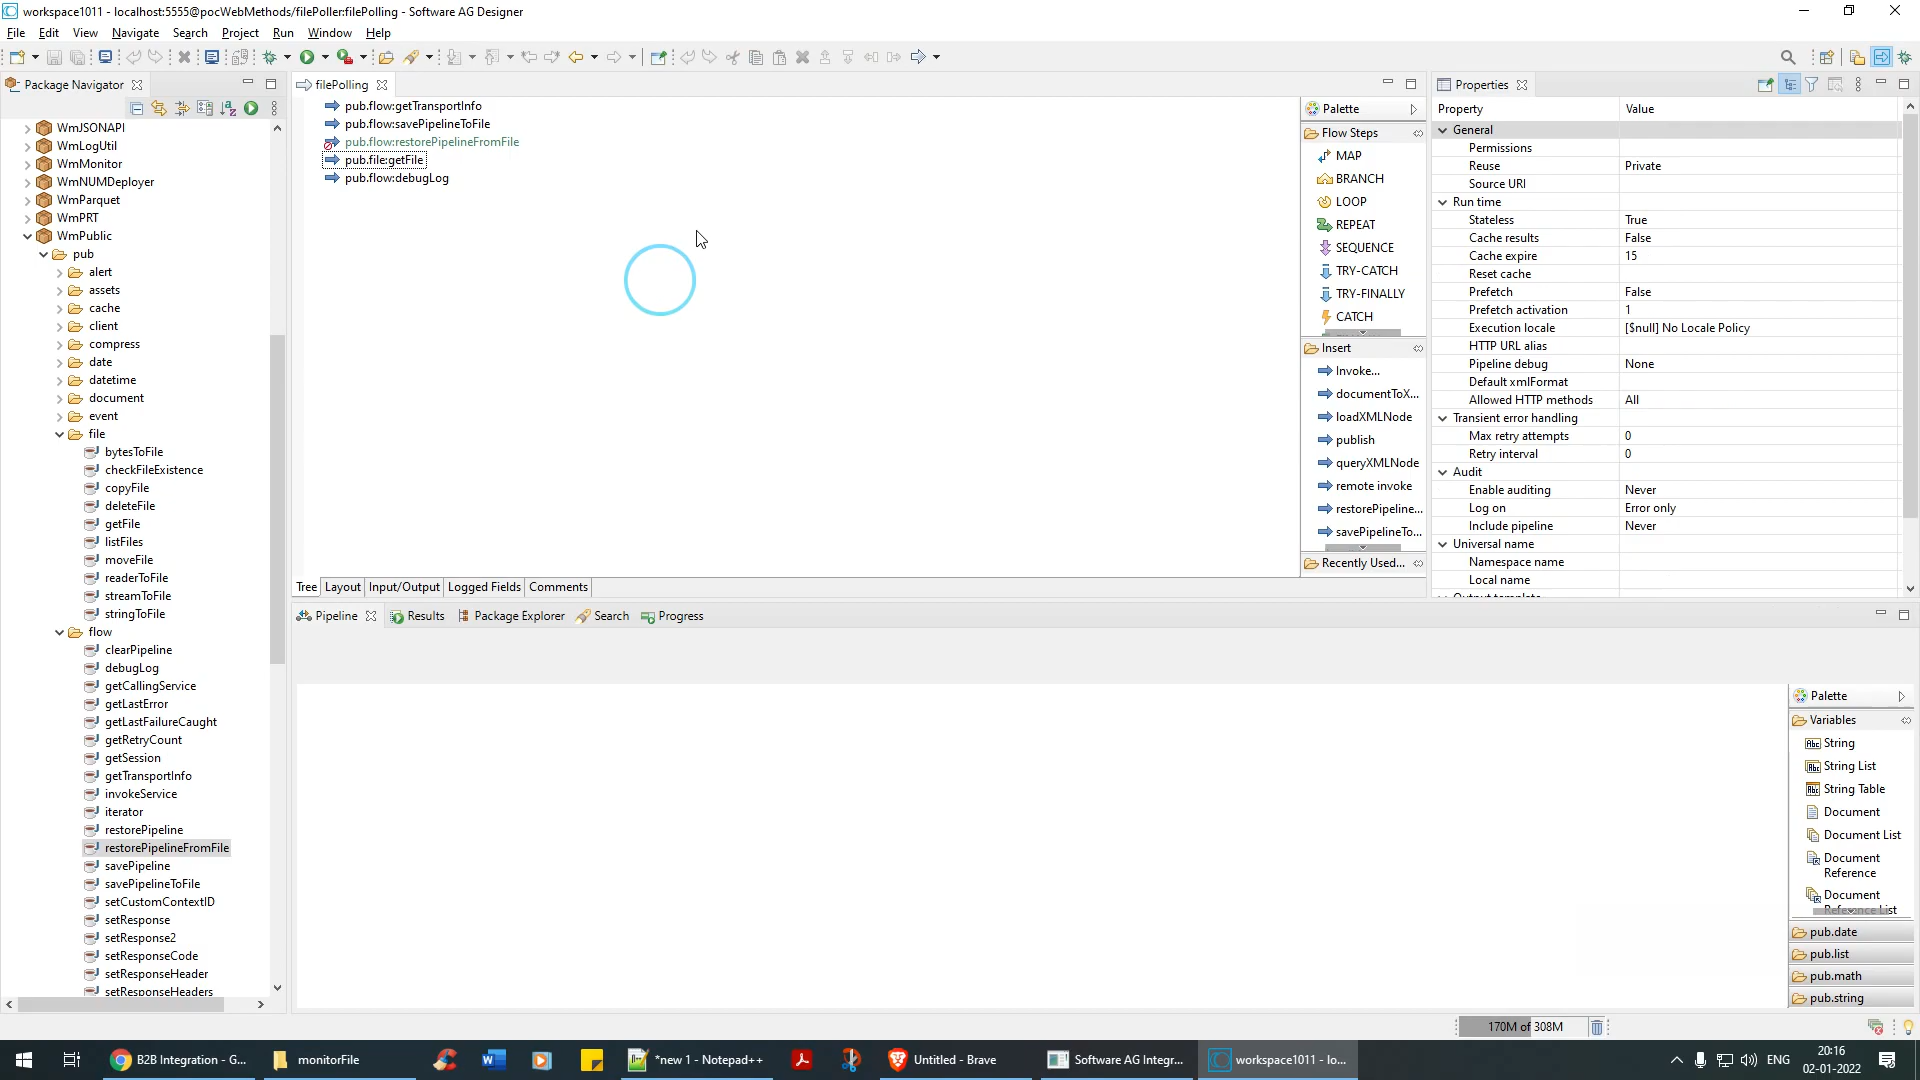 workspace1011 - localhost:5555@pocWebMethods/filePoller:filePolling - Software AG Designer
File Edit View Navigate Search Project Run Window Help
Package Navigator
WmJSONAPI
WmLogUtil
WmMonitor
WmNUMDeployer
WmParquet
WmPRT
WmPublic
pub
alert
assets
cache
client
compress
date
datetime
document
event
file
bytesToFile
checkFileExistence
copyFile
deleteFile
getFile
listFiles
moveFile
readerToFile
streamToFile
stringToFile
flow
clearPipeline
debugLog
getCallingService
getLastError
getLastFailureCaught
getRetryCount
getSession
getTransportInfo
invokeService
iterator
restorePipeline
restorePipelineFromFile
savePipeline
savePipelineToFile
setCustomContextID
setResponse
setResponse2
setResponseCode
setResponseHeader
setResponseHeaders
filePolling
pub.flow:getTransportInfo
pub.flow:savePipelineToFile
pub.flow:restorePipelineFromFile
pub.file:getFile
pub.flow:debugLog
Palette
Flow Steps
MAP
BRANCH
LOOP
REPEAT
SEQUENCE
TRY-CATCH
TRY-FINALLY
CATCH
Insert
Invoke...
documentToX...
loadXMLNode
publish
queryXMLNode
remote invoke
restorePipeline...
savePipelineTo...
Recently Used...
Tree Layout Input/Output Logged Fields Comments
Properties
Property Value
General
Permissions
Reuse Private
Source URI
Run time
Stateless True
Cache results False
Cache expire 15
Reset cache
Prefetch False
Prefetch activation 1
Execution locale [$null] No Locale Policy
HTTP URL alias
Pipeline debug None
Default xmlFormat
Allowed HTTP methods All
Transient error handling
Max retry attempts 0
Retry interval 0
Audit
Enable auditing Never
Log on Error only
Include pipeline Never
Universal name
Namespace name
Local name
Output template
Pipeline Results Package Explorer Search Progress
Palette
Variables
String
String List
String Table
Document
Document List
Document
Reference
Document
Reference List
pub.date
pub.list
pub.math
pub.string
170M of 308M
B2B Integration - G...
monitorFile
*new 1 - Notepad++
Untitled - Brave
Software AG Integr...
workspace1011 - lo...
ENG
20:16
02-01-2022